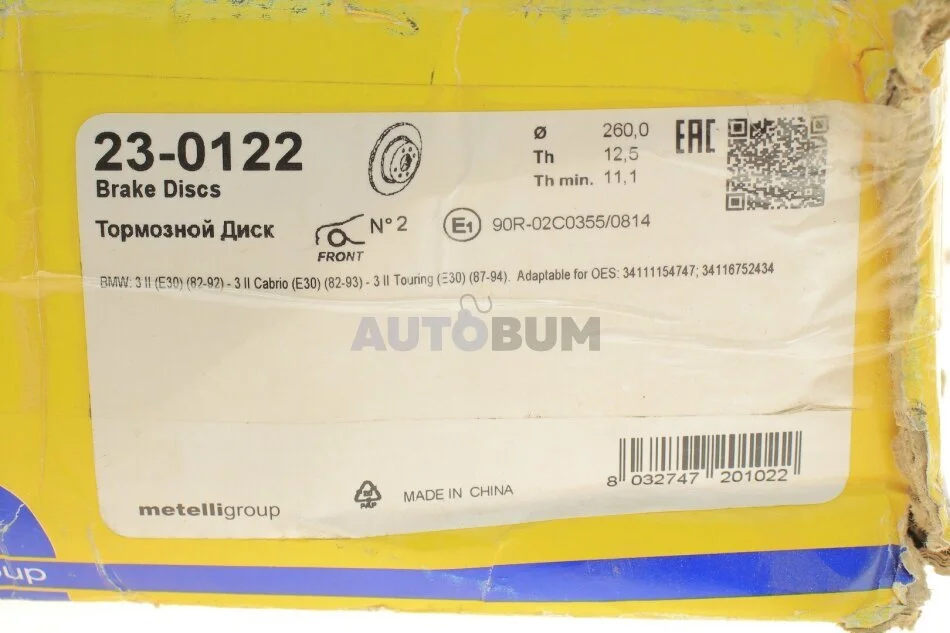 23-0122
Brake Discs
Тормозной Диск
FRONT
N° 2
Ø 260,0
Th 12,5
Th min. 11,1
EAC
E1 90R-02C0355/0814
BMW: 3 II (E30) (82-92) - 3 II Cabrio (E30) (82-93) - 3 II Touring (E30) (87-94). Adaptable for OES: 34111154747; 34116752434
AUTOBUM
metelligroup
PAP
MADE IN CHINA
8 032747 201022
up